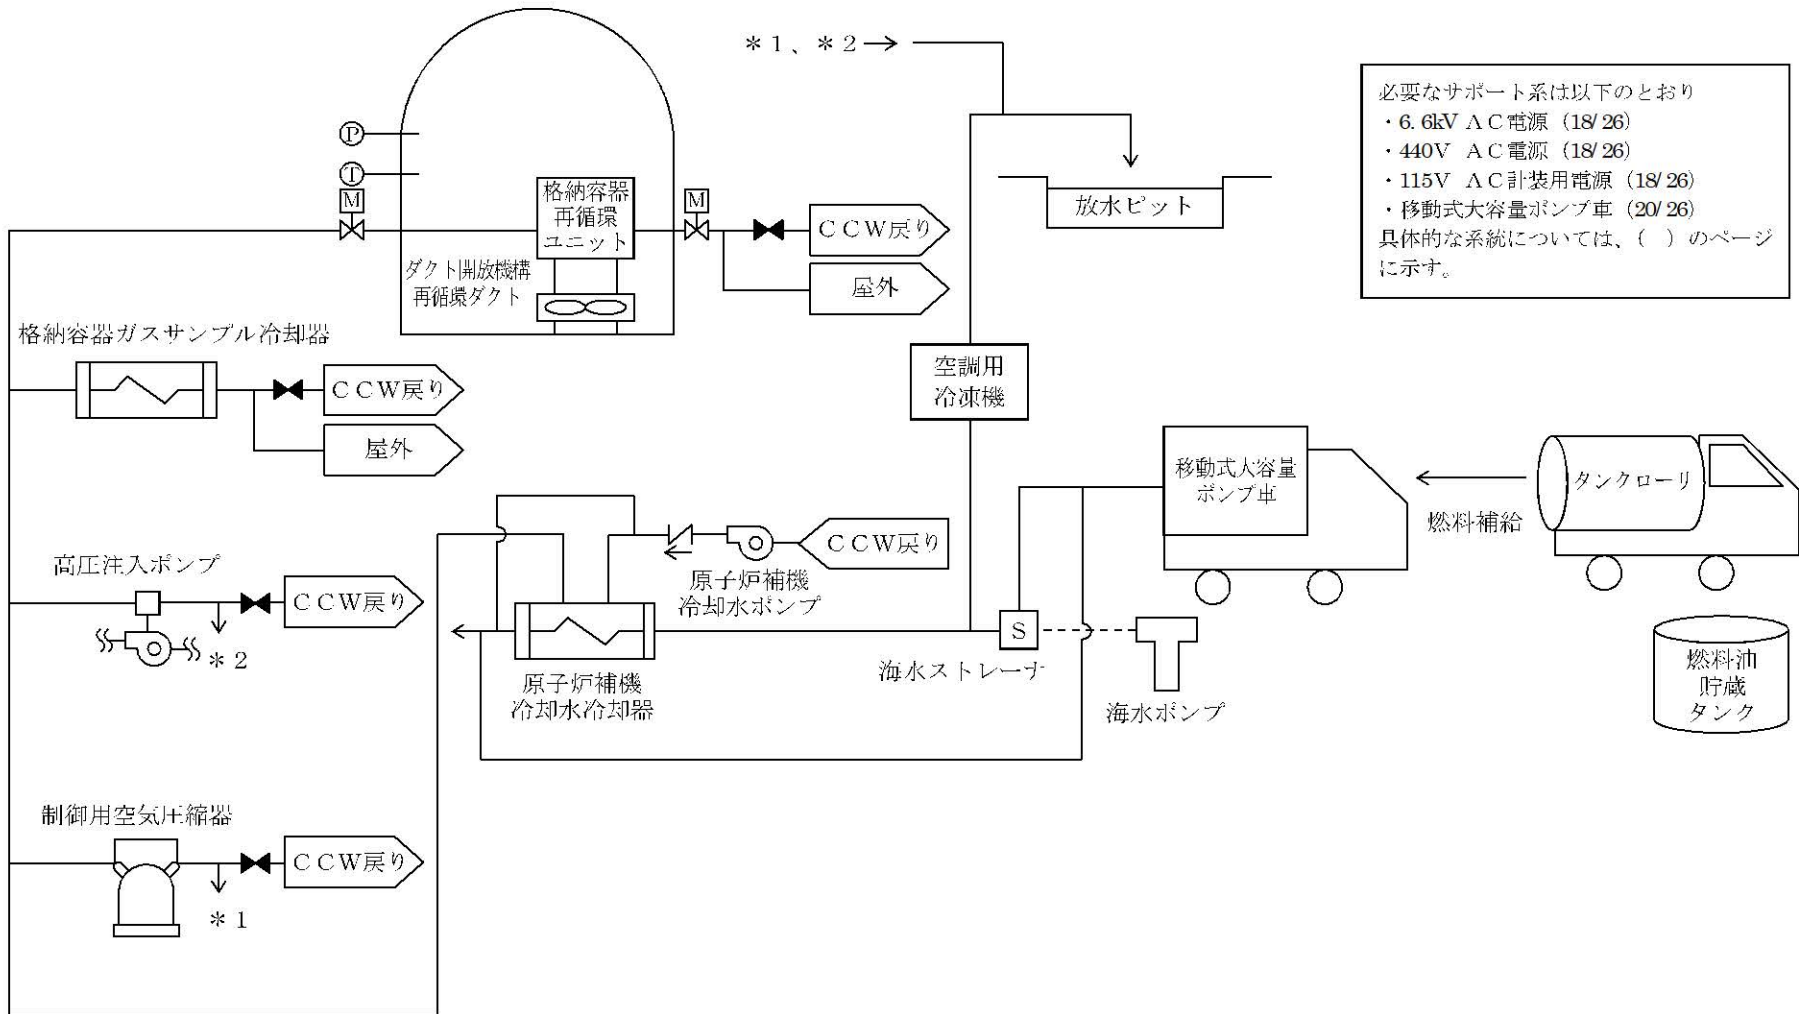 ＊１、＊２
必要なサポート系は以下のとおり
・6.6kV ＡＣ電源（18/26）
・440V ＡＣ電源（18/26）
・115V ＡＣ計装用電源（18/26）
・移動式大容量ポンプ車（20/26）
具体的な系統については、（　）のページ
に示す。
P
T
M
格納容器
再循環
ユニット
M
ＣＣＷ戻り
放水ピット
ダクト開放機構
再循環ダクト
屋外
格納容器ガスサンプル冷却器
ＣＣＷ戻り
屋外
空調用
冷凍機
移動式大容量
ポンプ車
タンクローリ
燃料補給
ＣＣＷ戻り
原子炉補機
冷却水ポンプ
高圧注入ポンプ
ＣＣＷ戻り
＊２
S
海水ストレーナ
原子炉補機
冷却水冷却器
海水ポンプ
燃料油
貯蔵
タンク
制御用空気圧縮器
ＣＣＷ戻り
＊１